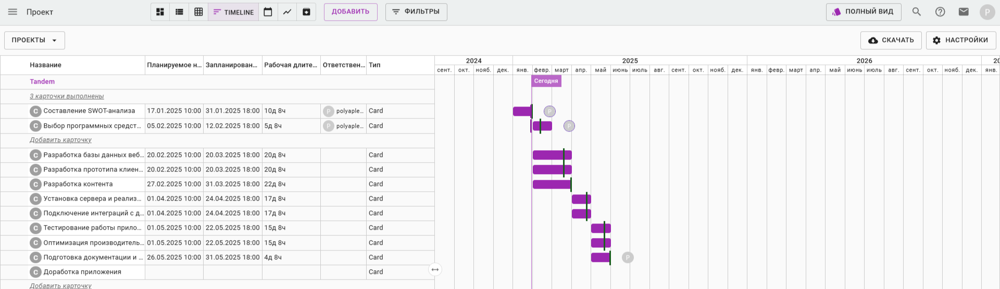 Проект TIMELINE ДОБАВИТЬ ФИЛЬТРЫ ПОЛНЫЙ ВИД P
ПРОЕКТЫ СКАЧАТЬ НАСТРОЙКИ
2024 2025 2026 20
Название Планируемое н... Запланирован... Рабочая длите... Ответствен... Тип
сент. окт. нояб. дек. янв. февр. март апр. май июнь июль авг. сент. окт. нояб. дек. янв. февр. март апр. май июнь июль авг. сент. окт. нояб. дек. янв.
Tandem Сегодня
3 карточки выполнены
C Составление SWOT-анализа 17.01.2025 10:00 31.01.2025 18:00 10д 8ч P polyaple... Card P
C Выбор программных средст... 05.02.2025 10:00 12.02.2025 18:00 5д 8ч P polyaple... Card P
Добавить карточку
C Разработка базы данных веб... 20.02.2025 10:00 20.03.2025 18:00 20д 8ч Card
C Разработка прототипа клиен... 20.02.2025 10:00 20.03.2025 18:00 20д 8ч Card
C Разработка контента 27.02.2025 10:00 31.03.2025 18:00 22д 8ч Card
C Установка сервера и реализ... 01.04.2025 10:00 24.04.2025 18:00 17д 8ч Card
C Подключение интеграций с д... 01.04.2025 10:00 24.04.2025 18:00 17д 8ч Card
C Тестирование работы прило... 01.05.2025 10:00 22.05.2025 18:00 15д 8ч Card
C Оптимизация производитель... 01.05.2025 10:00 22.05.2025 18:00 15д 8ч Card
C Подготовка документации и ... 26.05.2025 10:00 31.05.2025 18:00 4д 8ч Card P
C Доработка приложения Card
Добавить карточку